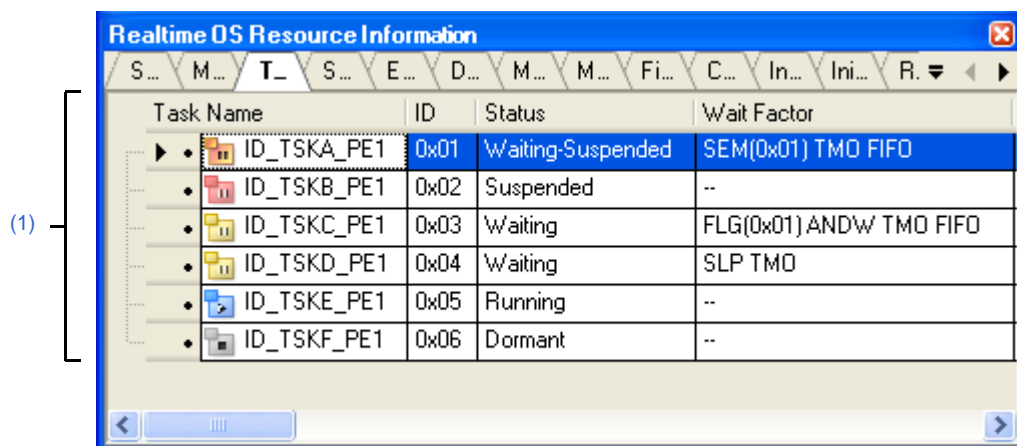 Realtime OS Resource Information
S... M... T_ S... E... D... M... M... Fi... C... In... Ini... R.
Task Name ID Status Wait Factor
ID_TSKA_PE1 0x01 Waiting-Suspended SEM(0x01) TMO FIFO
ID_TSKB_PE1 0x02 Suspended --
(1) ID_TSKC_PE1 0x03 Waiting FLG(0x01) ANDW TMO FIFO
ID_TSKD_PE1 0x04 Waiting SLP TMO
ID_TSKE_PE1 0x05 Running --
ID_TSKF_PE1 0x06 Dormant --